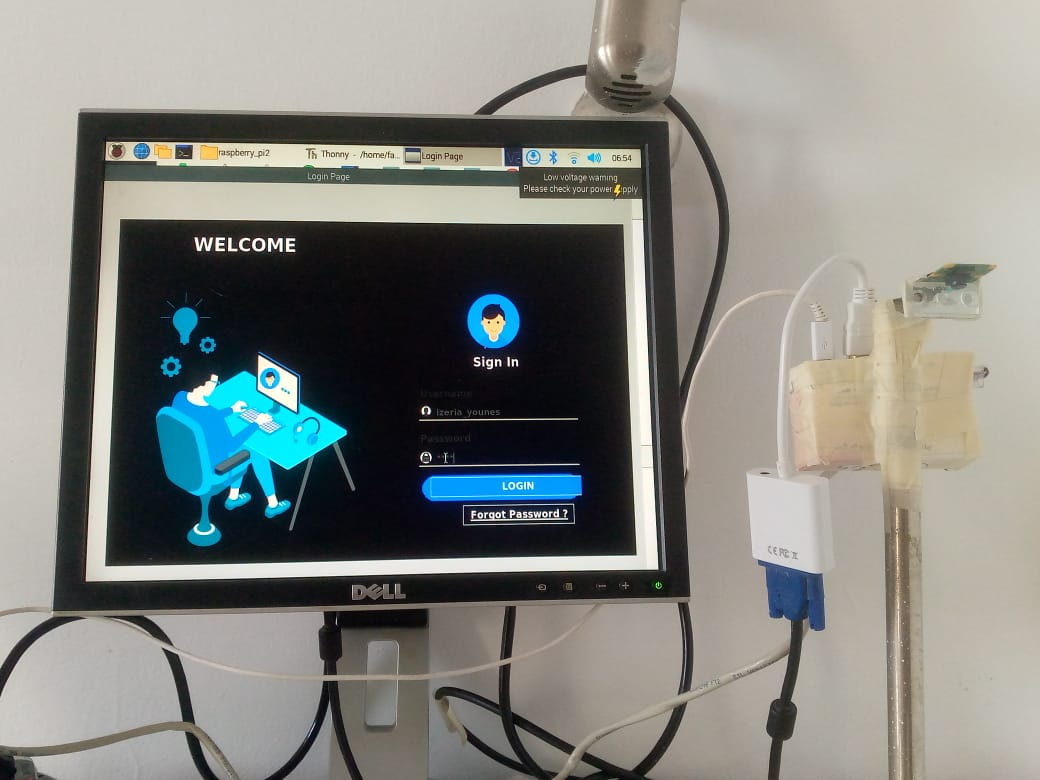 raspberry_pi2
Thonny - /home/fa...
Login Page
06:54
Login Page
Low voltage warning
Please check your power
pply
WELCOME
Sign In
Username
izeria_younes
Password
LOGIN
Forgot Password ?
DELL
CE FC